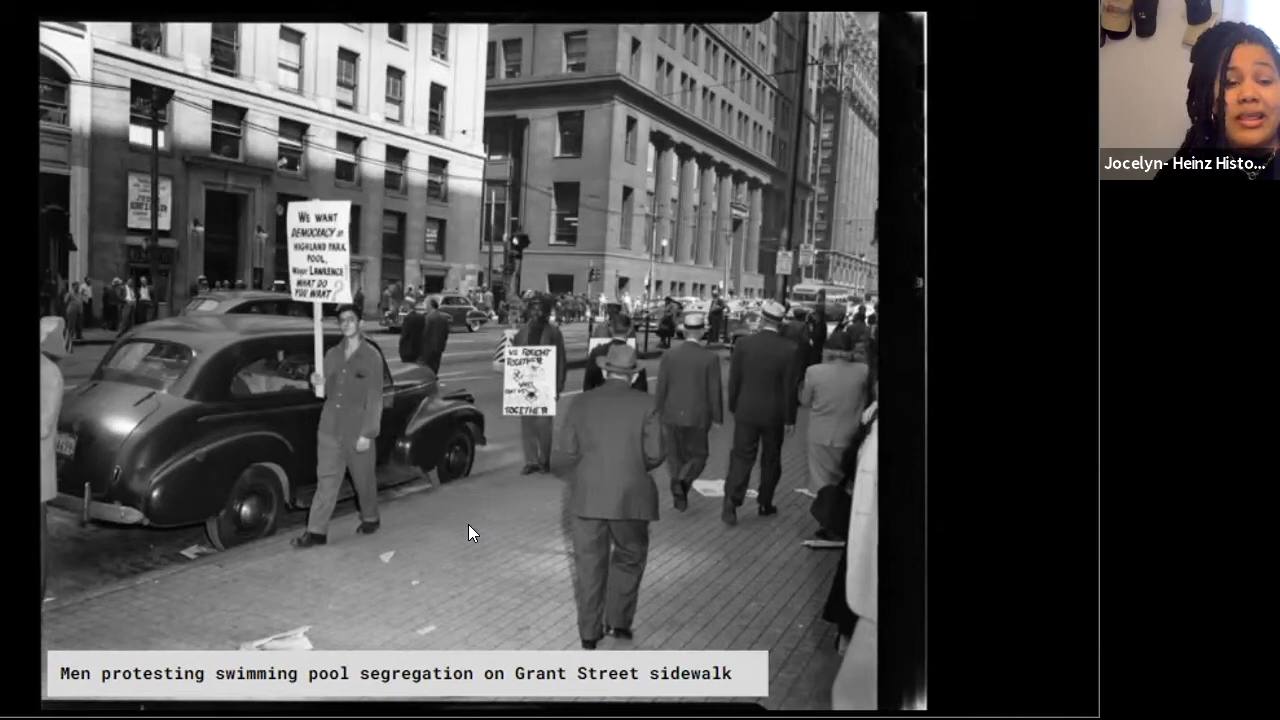 WE WANT
DEMOCRACY at
HIGHLAND PARK
POOL,
Mayor LAWRENCE!
WHAT DO
YOU WANT?
WE FOUGHT
TOGETHER
TOGETHER
Men protesting swimming pool segregation on Grant Street sidewalk
Jocelyn- Heinz Histo...